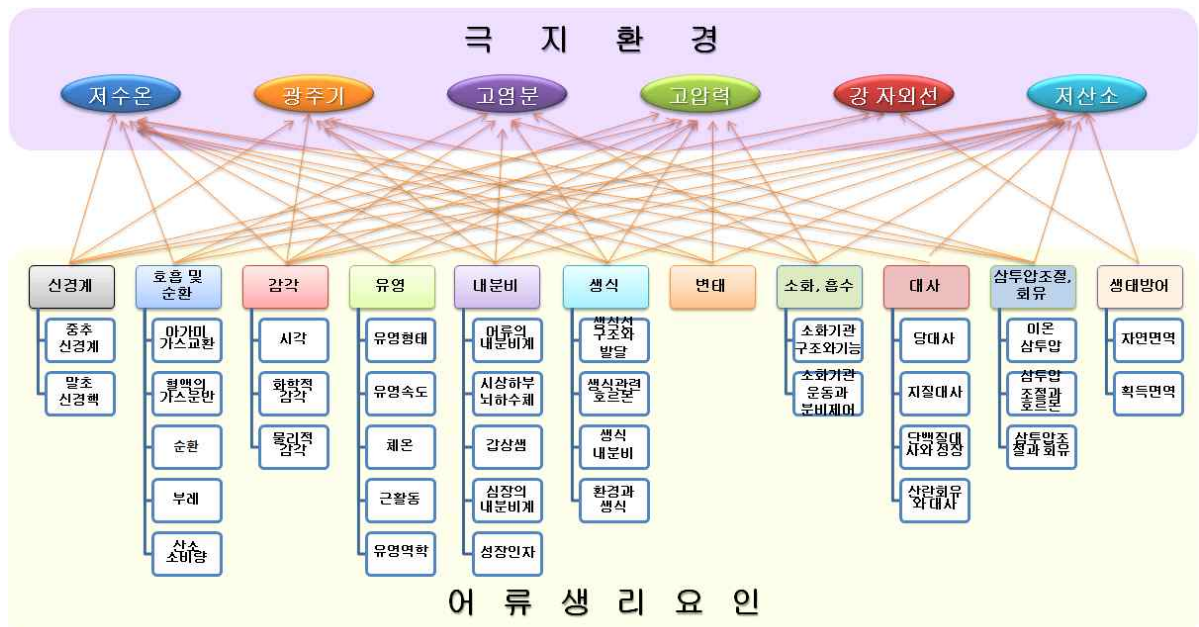 극 지 환 경
저수온
광주기
고염분
고압력
강 자외선
저산소
신경계
호흡 및
순환
감각
유영
내분비
생식
변태
소화, 흡수
대사
삼투압조절,
회유
생태방어
중추
신경계
말초
신경핵
아가미
가스교환
혈액의
가스운반
순환
부레
산소
소비량
시각
화학적
감각
물리적
감각
유영형태
유영속도
체온
근활동
유영역학
어류의
내분비계
시상하부
뇌하수체
갑상샘
심장의
내분비계
성장인자
생식선
구조와
발달
생식관련
호르몬
생식
내분비
환경과
생식
소화기관
구조와기능
소화기관
운동과
분비제어
당대사
지질대사
단백질대
사와 성장
산란회유
와대사
이온
삼투압
삼투압
조절과
호르몬
삼투압조
절과 회유
자연면역
획득면역
어 류 생 리 요 인